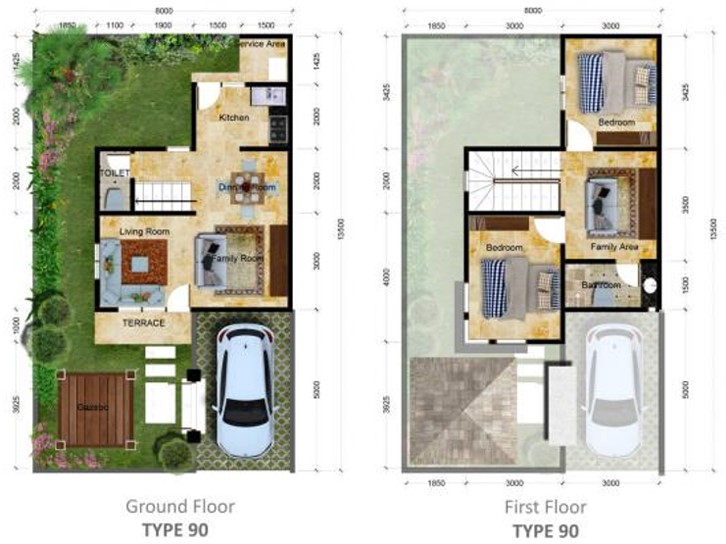 8000
1850 1100 1900 1500 1500
1425
2000
2000
1000
3925
Service Area
Kitchen
TOILET
Dinning Room
Living Room
Family Room
TERRACE
Gazebo
1425
2000
2000
3000
5000
13500
Ground Floor
TYPE 90
8000
1850 3000 3000
3425
2000
4000
3925
Bedroom
Family Area
Bedroom
Bathroom
3425
3500
1500
5000
13500
1850 3000 3000
First Floor
TYPE 90